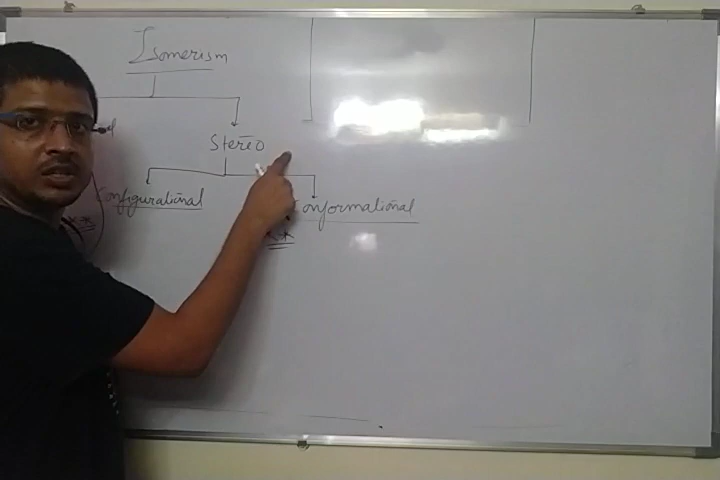 Isomerism
Stereo
Configurational
Conformational
**
**